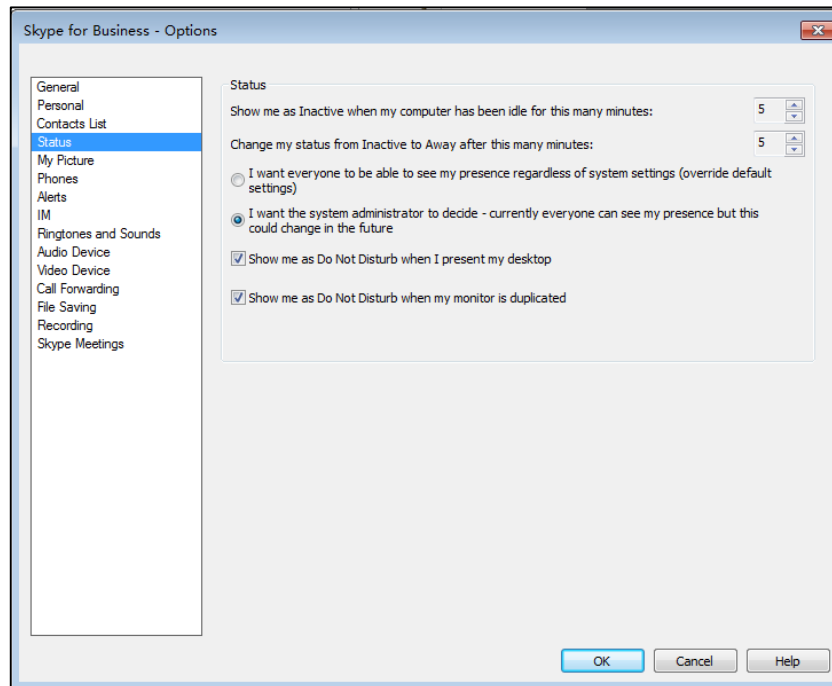 Skype for Business - Options
General
Personal
Contacts List
Status
My Picture
Phones
Alerts
IM
Ringtones and Sounds
Audio Device
Video Device
Call Forwarding
File Saving
Recording
Skype Meetings
Status
Show me as Inactive when my computer has been idle for this many minutes: 5
Change my status from Inactive to Away after this many minutes: 5
I want everyone to be able to see my presence regardless of system settings (override default
settings)
I want the system administrator to decide - currently everyone can see my presence but this
could change in the future
Show me as Do Not Disturb when I present my desktop
Show me as Do Not Disturb when my monitor is duplicated
OK Cancel Help